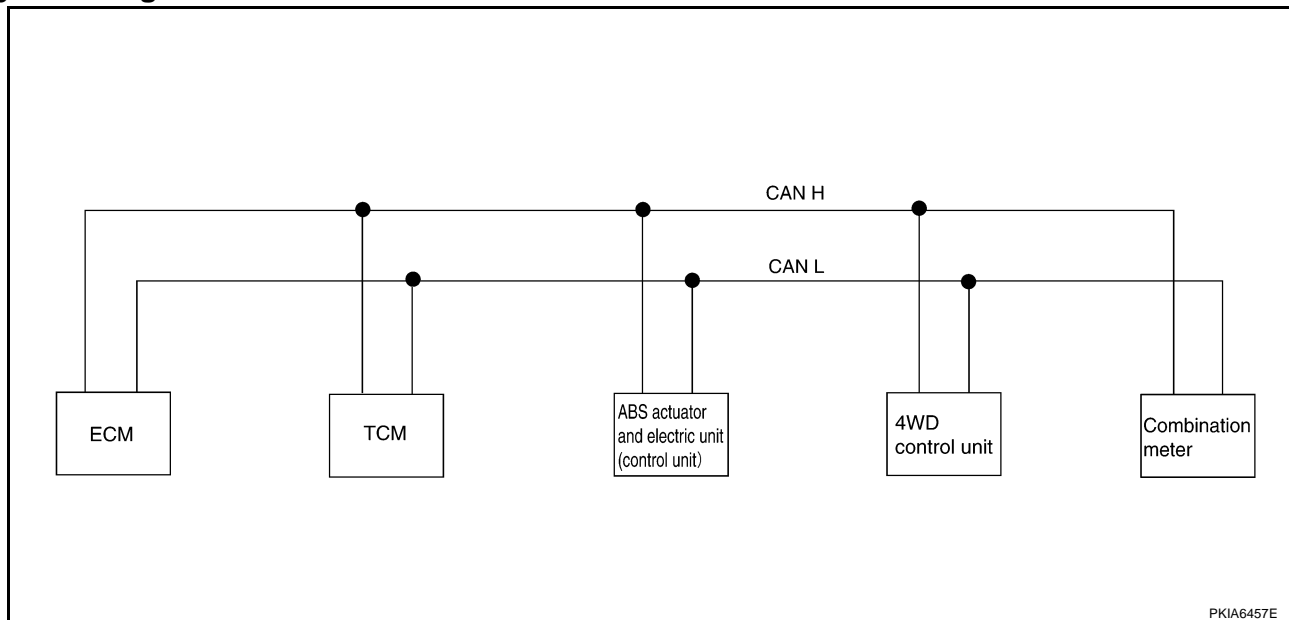 CAN H
CAN L
ECM
TCM
ABS actuator
and electric unit
(control unit)
4WD
control unit
Combination
meter
PKIA6457E